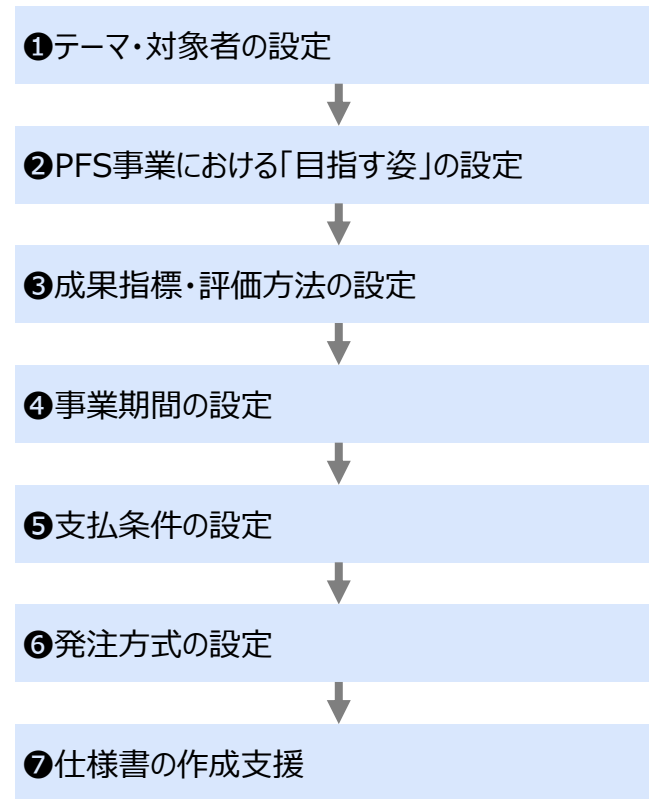 ❶テーマ・対象者の設定
❷PFS事業における「目指す姿」の設定
❸成果指標・評価方法の設定
❹事業期間の設定
❺支払条件の設定
❻発注方式の設定
❼仕様書の作成支援